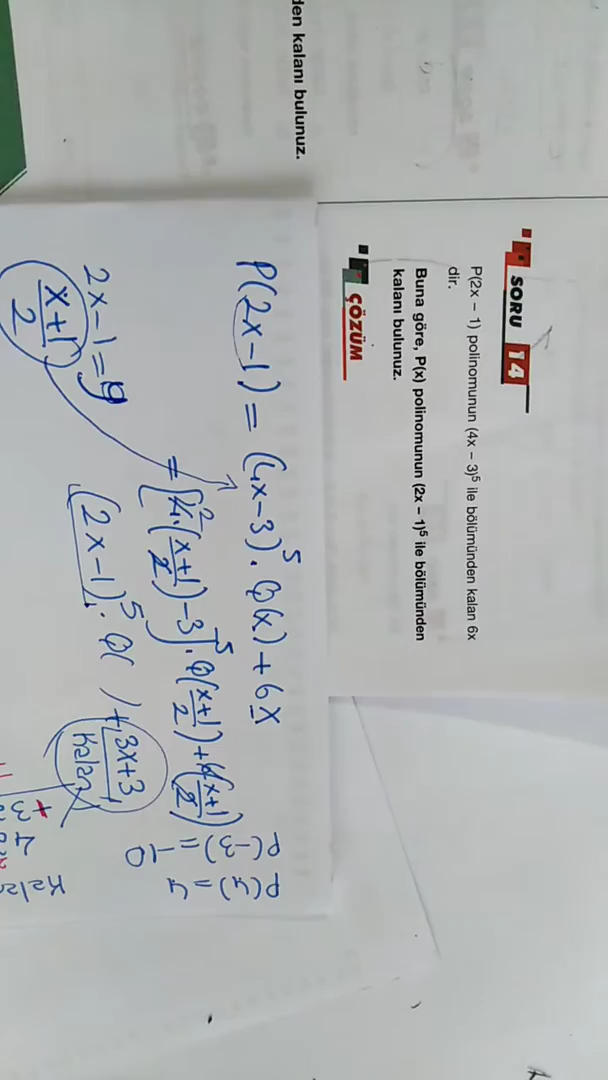 den kalanı bulunuz.
SORU 14
P(2x – 1) polinomunun (4x – 3)⁵ ile bölümünden kalan 6x
dir.
Buna göre, P(x) polinomunun (2x – 1)⁵ ile bölümünden
kalanı bulunuz.
ÇÖZÜM
P(2x-1) = (4x-3)⁵. Q(x) + 6x
= [4.(x+1/2)-3]⁵. Q(x+1/2) + 6(x+1/2)
2x-1=y
x+1/2
(2x-1)⁵. Q( ) + 3x+3
Kalan
P(-3) = -10
P(4) = 4